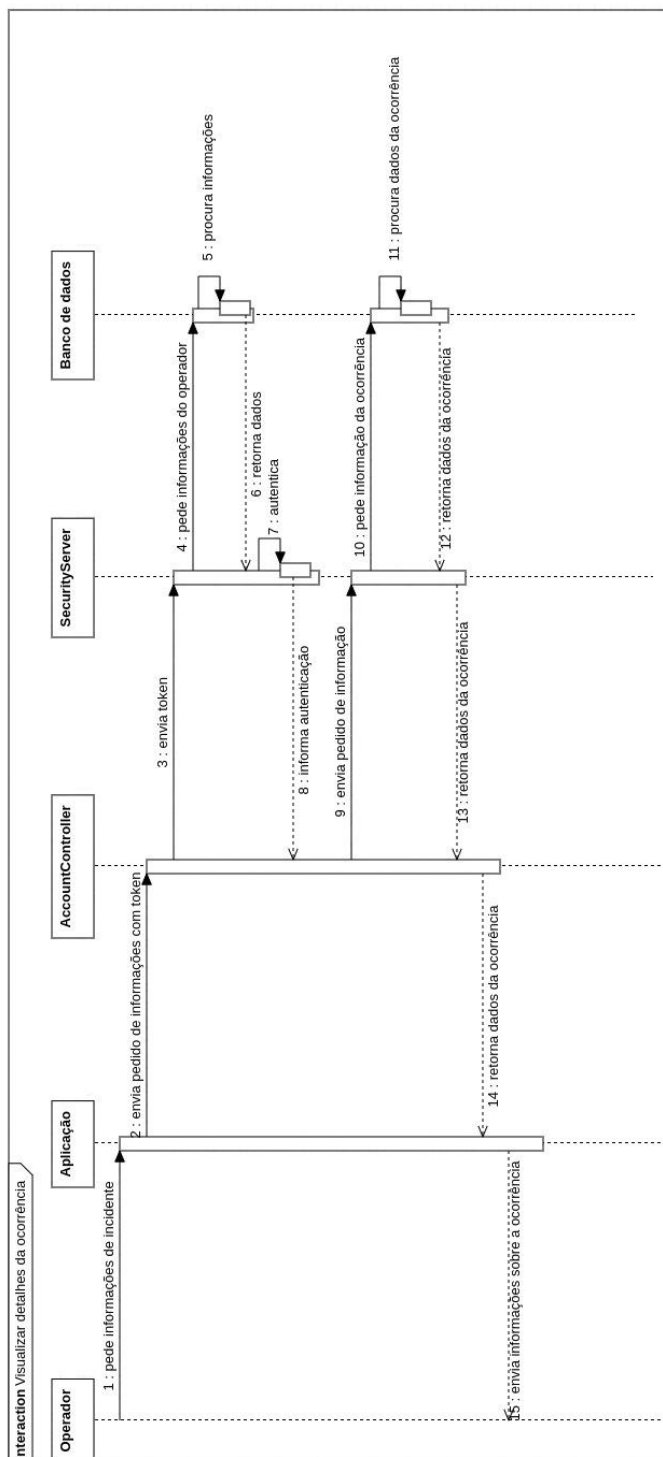 nteraction Visualizar detalhes da ocorrência
Operador
Aplicação
AccountController
SecurityServer
Banco de dados
1 : pede informações de incidente
2 : envia pedido de informações com token
3 : envia token
4 : pede informações do operador
5 : procura informações
6 : retorna dados
7 : autentica
8 : informa autenticação
9 : envia pedido de informação
10 : pede informação da ocorrência
11 : procura dados da ocorrência
12 : retorna dados da ocorrência
13 : retorna dados da ocorrência
14 : retorna dados da ocorrência
15 : envia informações sobre a ocorrência